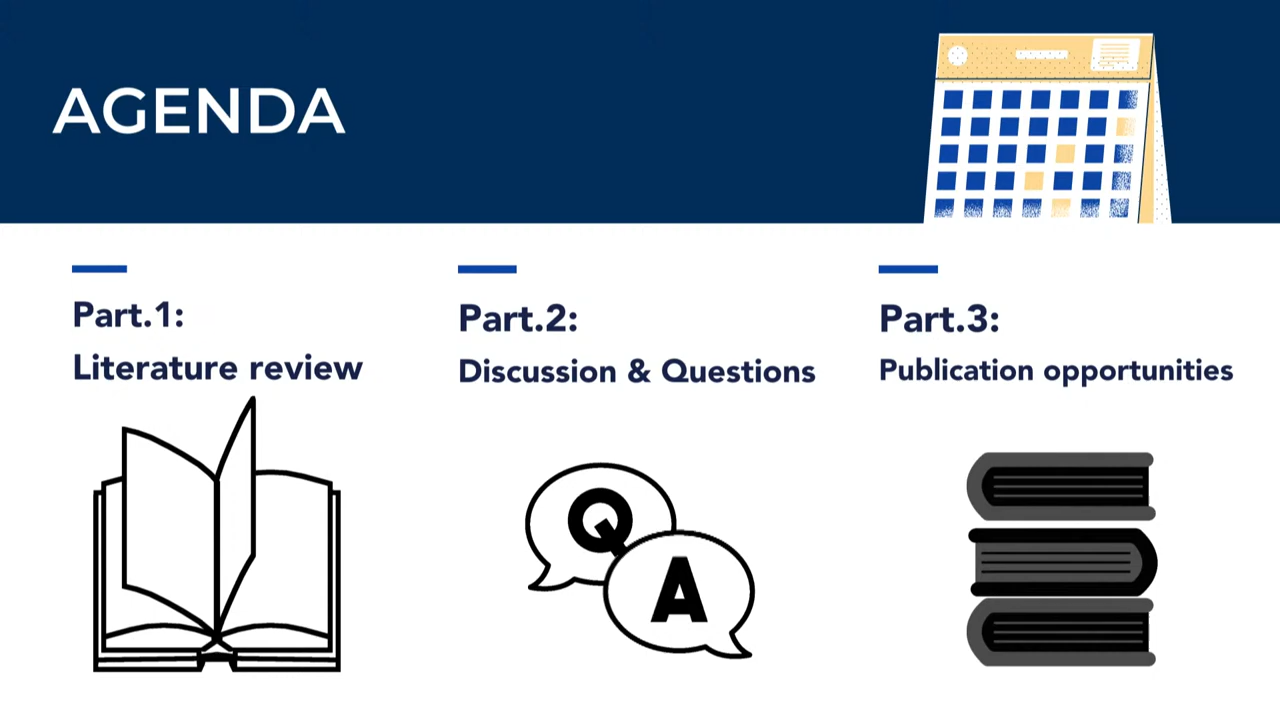 AGENDA
Part.1:
Literature review
Part.2:
Discussion & Questions
Part.3:
Publication opportunities
Q
A